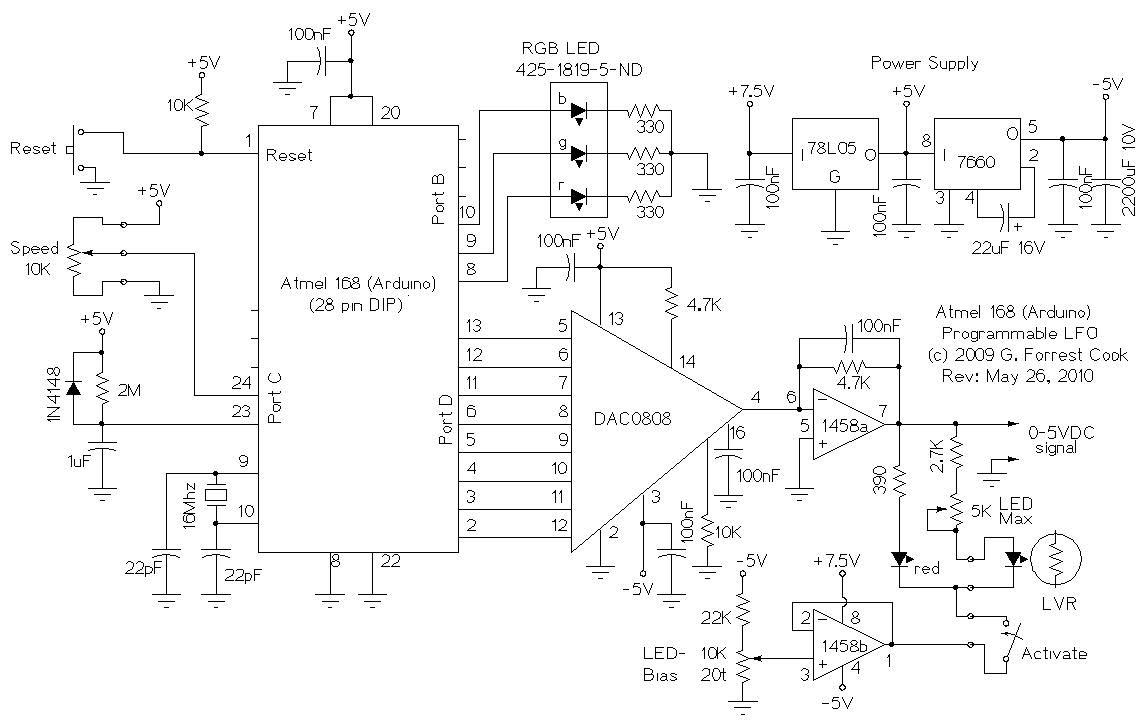 +5V
100nF
7
20
+5V
10K
Reset
1
Reset
RGB LED
425-1819-5-ND
b
g
r
330
330
330
Port B
10
9
8
Power Supply
+7.5V
100nF
I
78L05
O
G
+5V
100nF
8
I
7660
O
3
4
5
2
22uF 16V
+
-5V
100nF
2200uF 10V
+5V
Speed
10K
Atmel 168 (Arduino)
(28 pin DIP)
+5V
1N4148
2M
1uF
24
23
Port C
9
10
16Mhz
22pF
22pF
8
22
Port D
13
12
11
6
5
4
3
2
5
6
7
8
9
10
11
12
100nF
+5V
13
4.7K
14
DAC0808
4
16
100nF
3
2
100nF
10K
-5V
100nF
4.7K
6
−
5
+
1458a
7
Atmel 168 (Arduino)
Programmable LFO
(c) 2009 G. Forrest Cook
Rev: May 26, 2010
0-5VDC
signal
390
2.7K
5K
LED
Max
red
LVR
Activate
-5V
22K
LED-
Bias
10K
20t
+7.5V
2
−
8
1458b
3
+
4
1
-5V